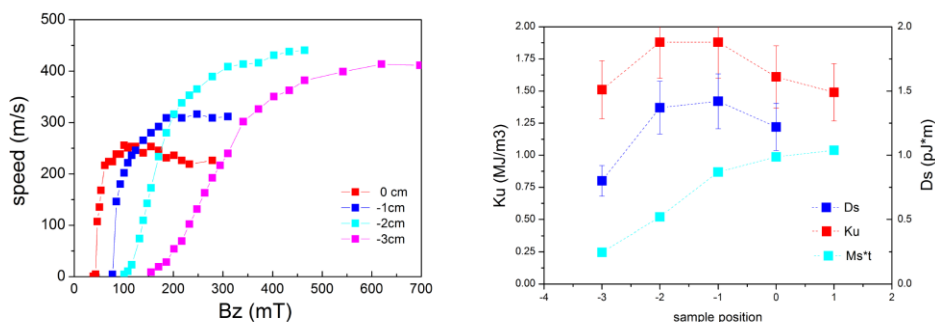 500
400
300
200
100
0
speed (m/s)
0 cm
-1cm
-2cm
-3cm
0 100 200 300 400 500 600 700
Bz (mT)
2.00
1.75
1.50
1.25
1.00
0.75
0.50
0.25
0.00
Ku (MJ/m3)
2.0
1.5
1.0
0.5
0.0
Ds (pJ*m)
Ds
Ku
Ms*t
-4 -3 -2 -1 0 1 2
sample position